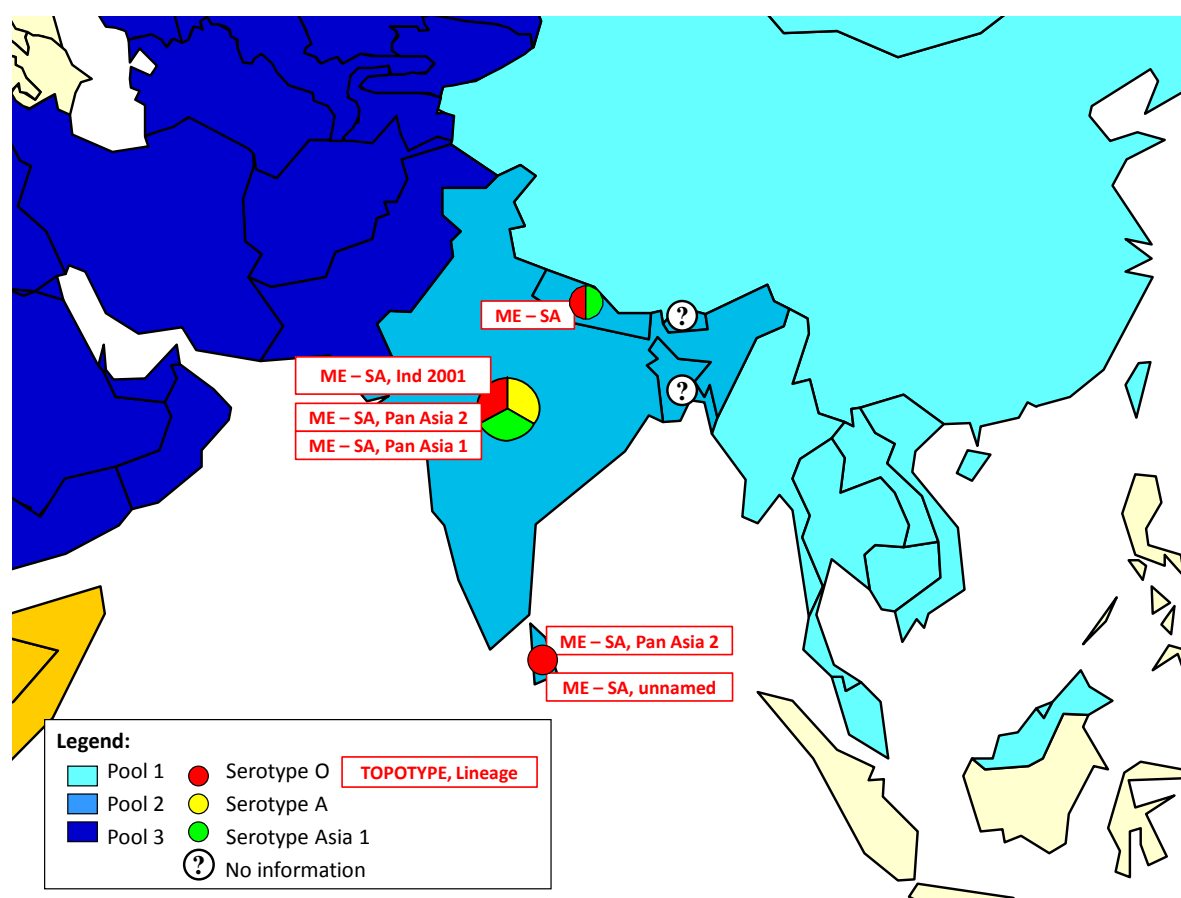 ME – SA
?
ME – SA, Ind 2001
?
ME – SA, Pan Asia 2
ME – SA, Pan Asia 1
ME – SA, Pan Asia 2
ME – SA, unnamed
Legend:
Pool 1
Serotype O
TOPOTYPE, Lineage
Pool 2
Serotype A
Pool 3
Serotype Asia 1
?
No information